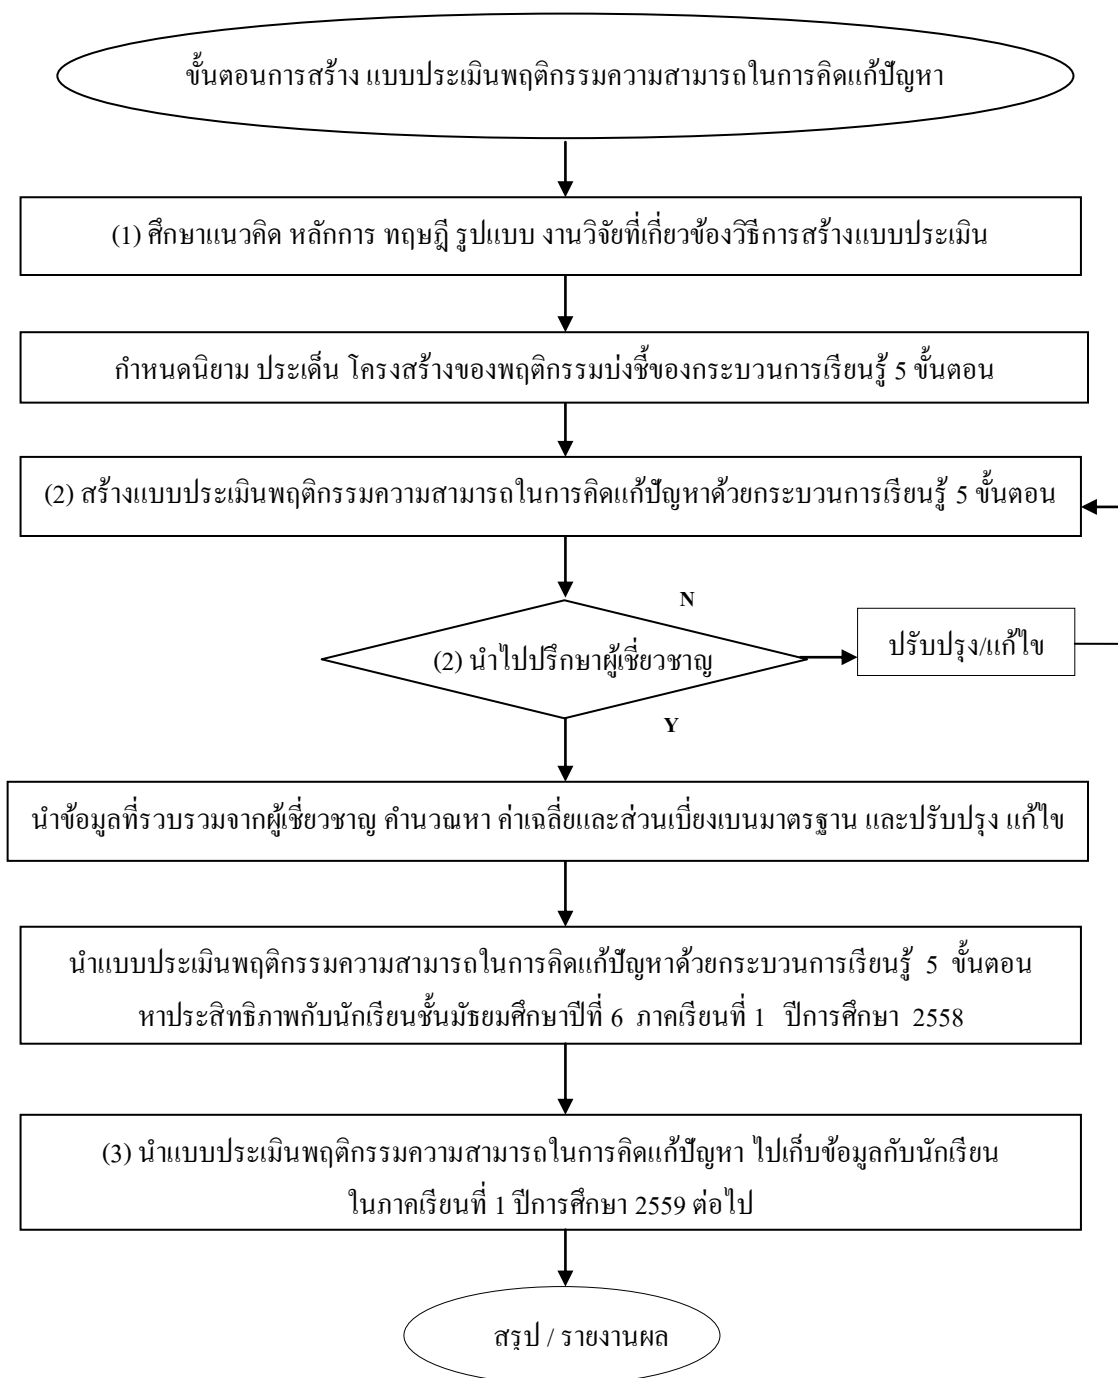 ขั้นตอนการสร้าง แบบประเมินพฤติกรรมความสามารถในการคิดแก้ปัญหา
(1) ศึกษาแนวคิด หลักการ ทฤษฎี รูปแบบ งานวิจัยที่เกี่ยวข้องวิธีการสร้างแบบประเมิน
กำหนดนิยาม ประเด็น โครงสร้างของพฤติกรรมบ่งชี้ของกระบวนการเรียนรู้ 5 ขั้นตอน
(2) สร้างแบบประเมินพฤติกรรมความสามารถในการคิดแก้ปัญหาด้วยกระบวนการเรียนรู้ 5 ขั้นตอน
N
(2) นำไปปรึกษาผู้เชี่ยวชาญ
ปรับปรุง/แก้ไข
Y
นำข้อมูลที่รวบรวมจากผู้เชี่ยวชาญ คำนวณหา ค่าเฉลี่ยและส่วนเบี่ยงเบนมาตรฐาน และปรับปรุง แก้ไข
นำแบบประเมินพฤติกรรมความสามารถในการคิดแก้ปัญหาด้วยกระบวนการเรียนรู้ 5 ขั้นตอน
หาประสิทธิภาพกับนักเรียนชั้นมัธยมศึกษาปีที่ 6 ภาคเรียนที่ 1 ปีการศึกษา 2558
(3) นำแบบประเมินพฤติกรรมความสามารถในการคิดแก้ปัญหา ไปเก็บข้อมูลกับนักเรียน
ในภาคเรียนที่ 1 ปีการศึกษา 2559 ต่อไป
สรุป / รายงานผล